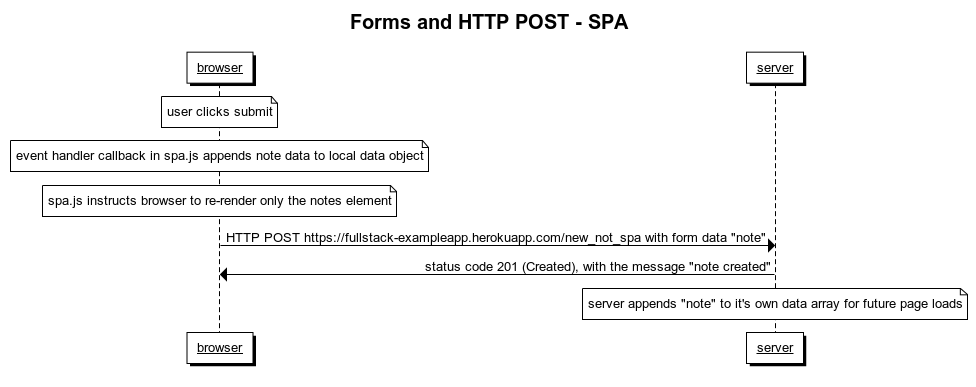 Forms and HTTP POST - SPA
browser
server
user clicks submit
event handler callback in spa.js appends note data to local data object
spa.js instructs browser to re-render only the notes element
HTTP POST https://fullstack-exampleapp.herokuapp.com/new_not_spa with form data "note"
status code 201 (Created), with the message "note created"
server appends "note" to it's own data array for future page loads
browser
server